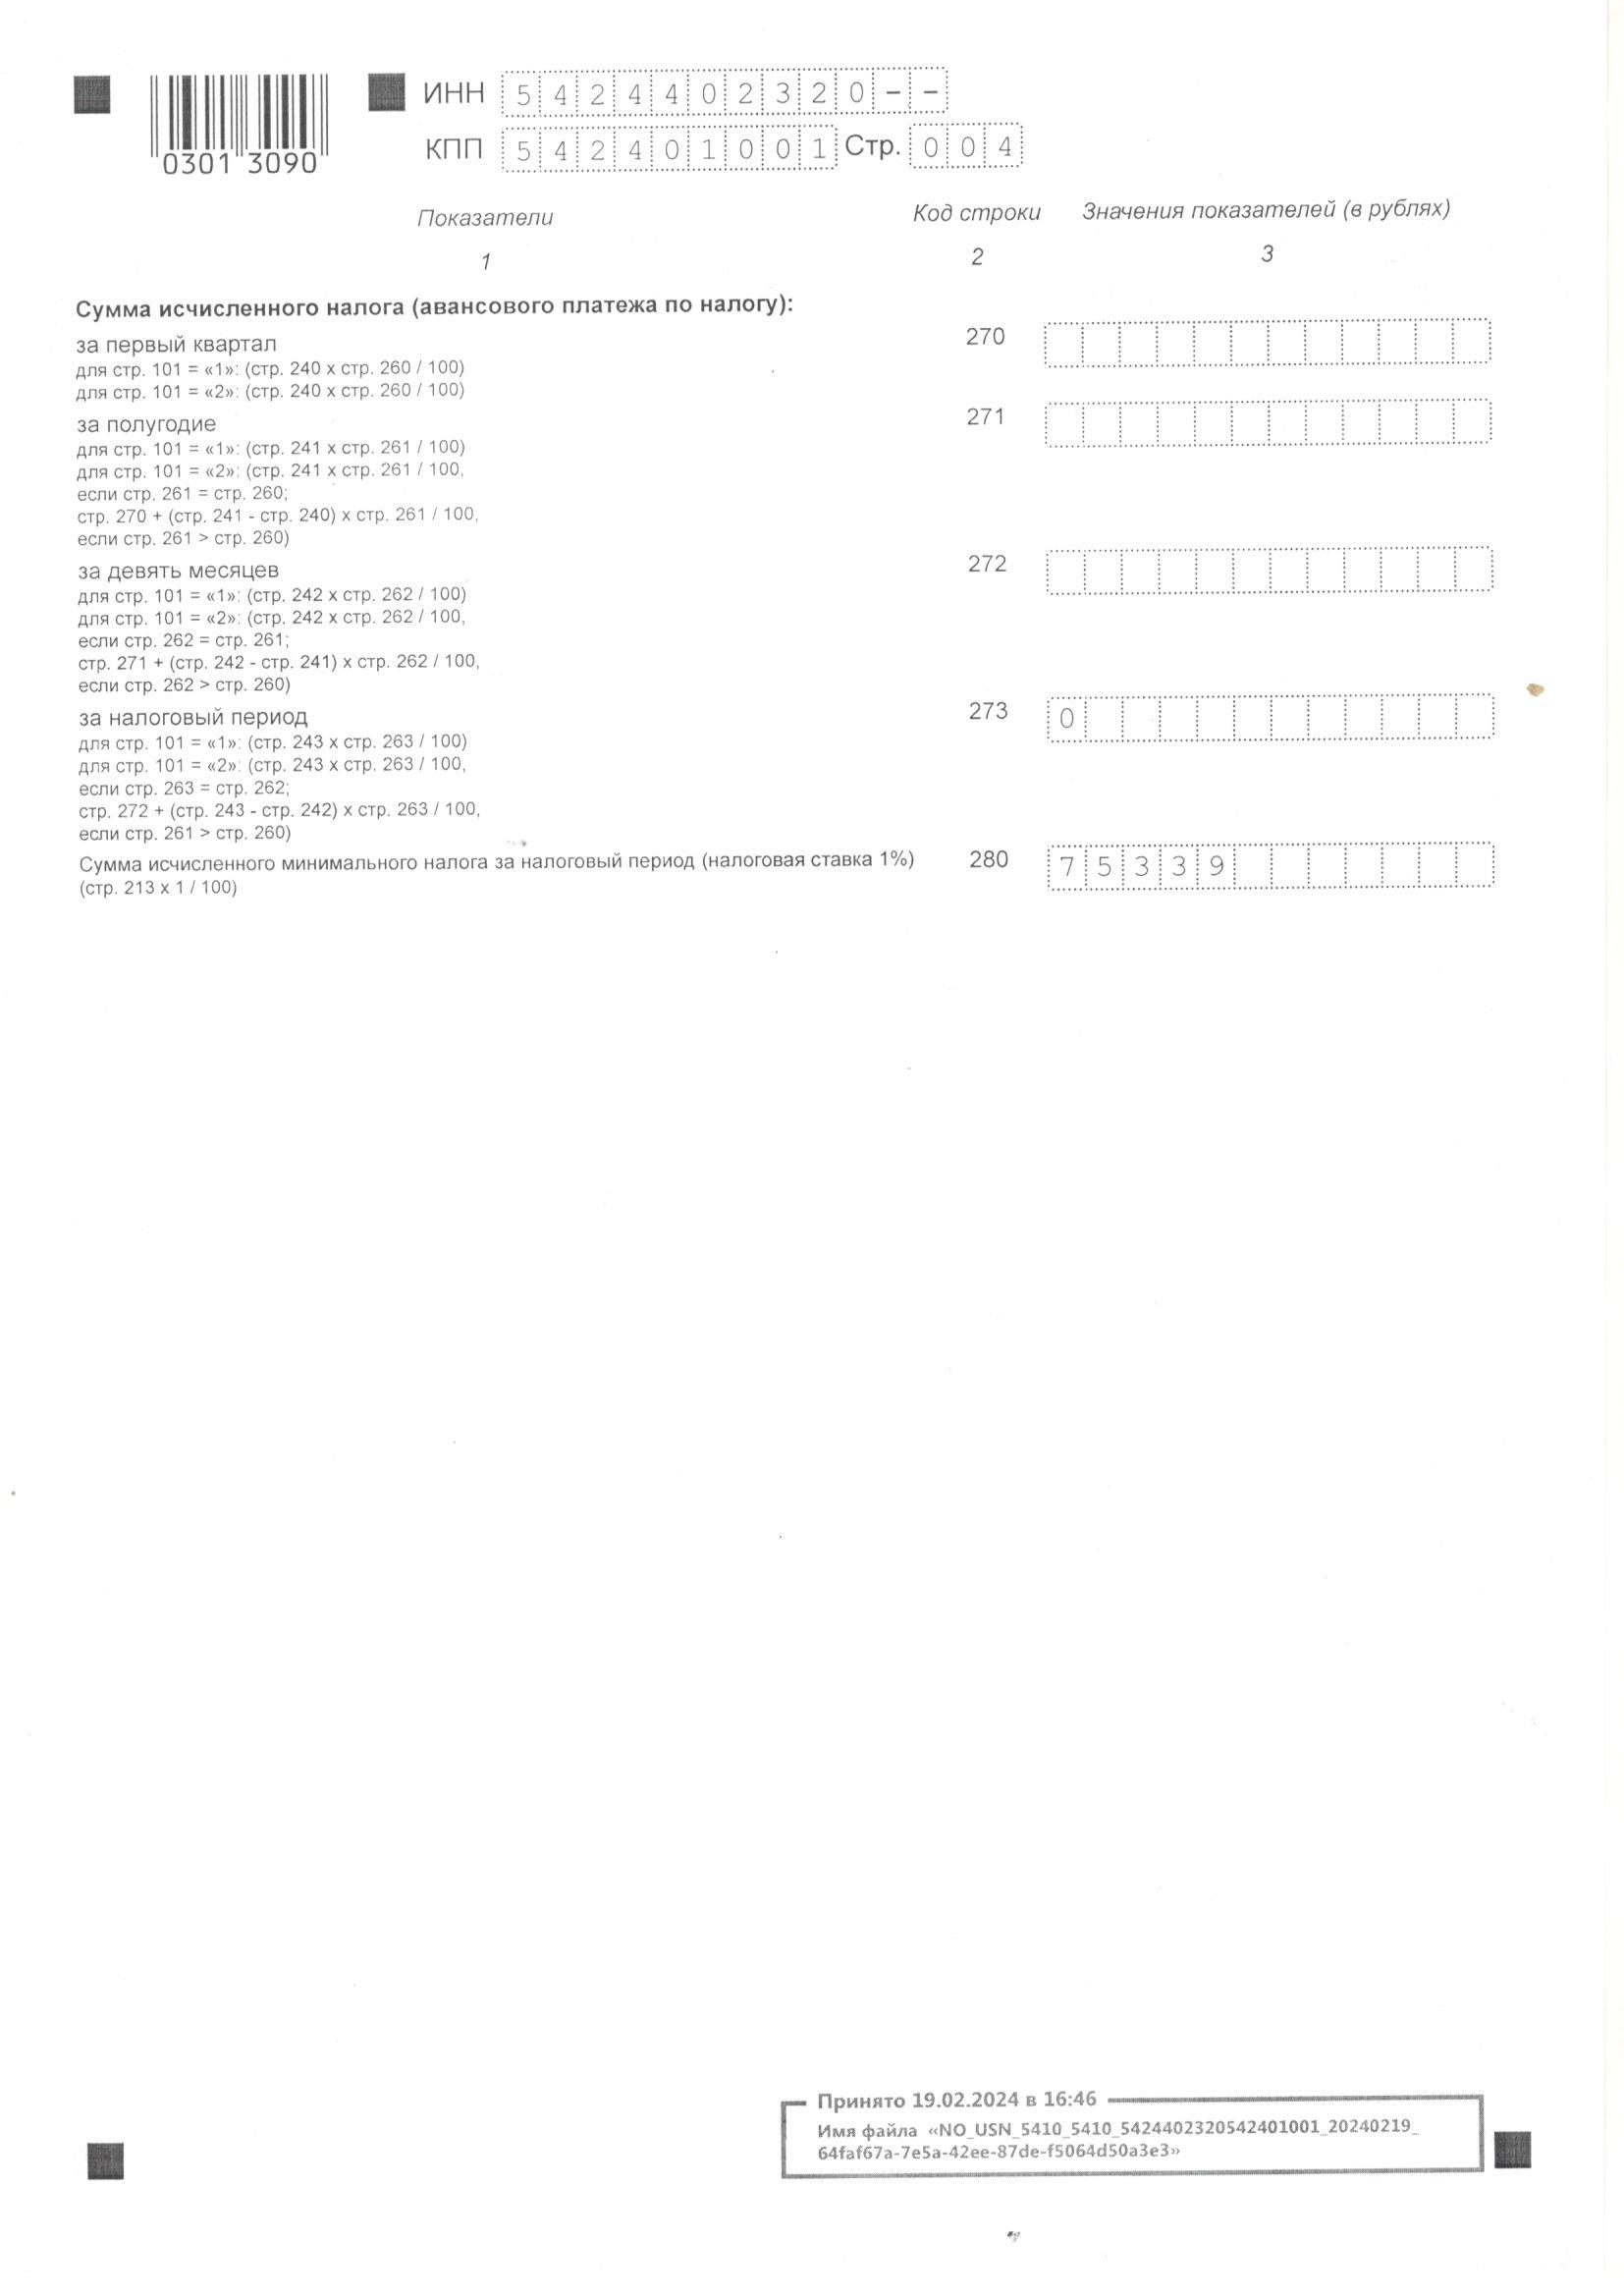 ИНН 5424402320--
0301 3090
КПП 542401001 Стр. 004
Показатели Код строки Значения показателей (в рублях)
1 2 3
Сумма исчисленного налога (авансового платежа по налогу):
за первый квартал 270
для стр. 101 = «1»: (стр. 240 х стр. 260 / 100)
для стр. 101 = «2»: (стр. 240 х стр. 260 / 100)
за полугодие 271
для стр. 101 = «1»: (стр. 241 х стр. 261 / 100)
для стр. 101 = «2»: (стр. 241 х стр. 261 / 100,
если стр. 261 = стр. 260;
стр. 270 + (стр. 241 - стр. 240) х стр. 261 / 100,
если стр. 261 > стр. 260)
за девять месяцев 272
для стр. 101 = «1»: (стр. 242 х стр. 262 / 100)
для стр. 101 = «2»: (стр. 242 х стр. 262 / 100,
если стр. 262 = стр. 261;
стр. 271 + (стр. 242 - стр. 241) х стр. 262 / 100,
если стр. 262 > стр. 260)
за налоговый период 273 0
для стр. 101 = «1»: (стр. 243 х стр. 263 / 100)
для стр. 101 = «2»: (стр. 243 х стр. 263 / 100,
если стр. 263 = стр. 262;
стр. 272 + (стр. 243 - стр. 242) х стр. 263 / 100,
если стр. 261 > стр. 260)
Сумма исчисленного минимального налога за налоговый период (налоговая ставка 1%) 280 75339
(стр. 213 х 1 / 100)
Принято 19.02.2024 в 16:46
Имя файла «NO_USN_5410_5410_5424402320542401001_20240219_
64faf67a-7e5a-42ee-87de-f5064d50a3e3»